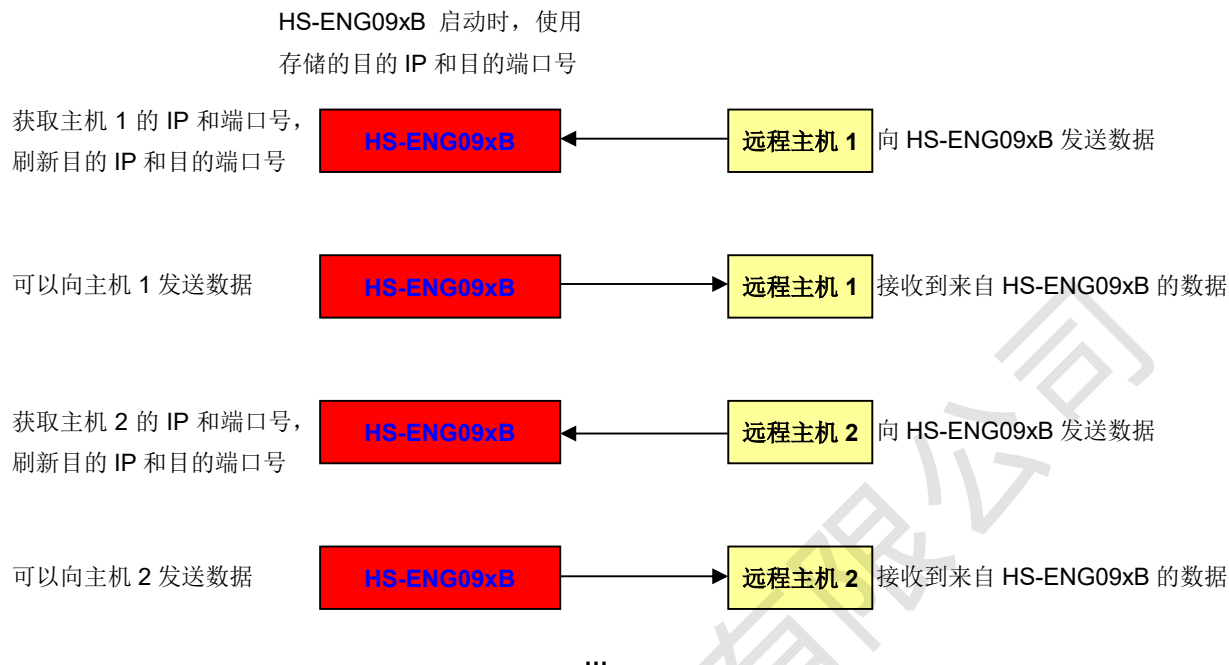 HS-ENG09xB 启动时，使用
存储的目的 IP 和目的端口号
获取主机 1 的 IP 和端口号，
刷新目的 IP 和目的端口号
HS-ENG09xB
远程主机 1
向 HS-ENG09xB 发送数据
可以向主机 1 发送数据
HS-ENG09xB
远程主机 1
接收到来自 HS-ENG09xB 的数据
获取主机 2 的 IP 和端口号，
刷新目的 IP 和目的端口号
HS-ENG09xB
远程主机 2
向 HS-ENG09xB 发送数据
可以向主机 2 发送数据
HS-ENG09xB
远程主机 2
接收到来自 HS-ENG09xB 的数据
...
有限公司